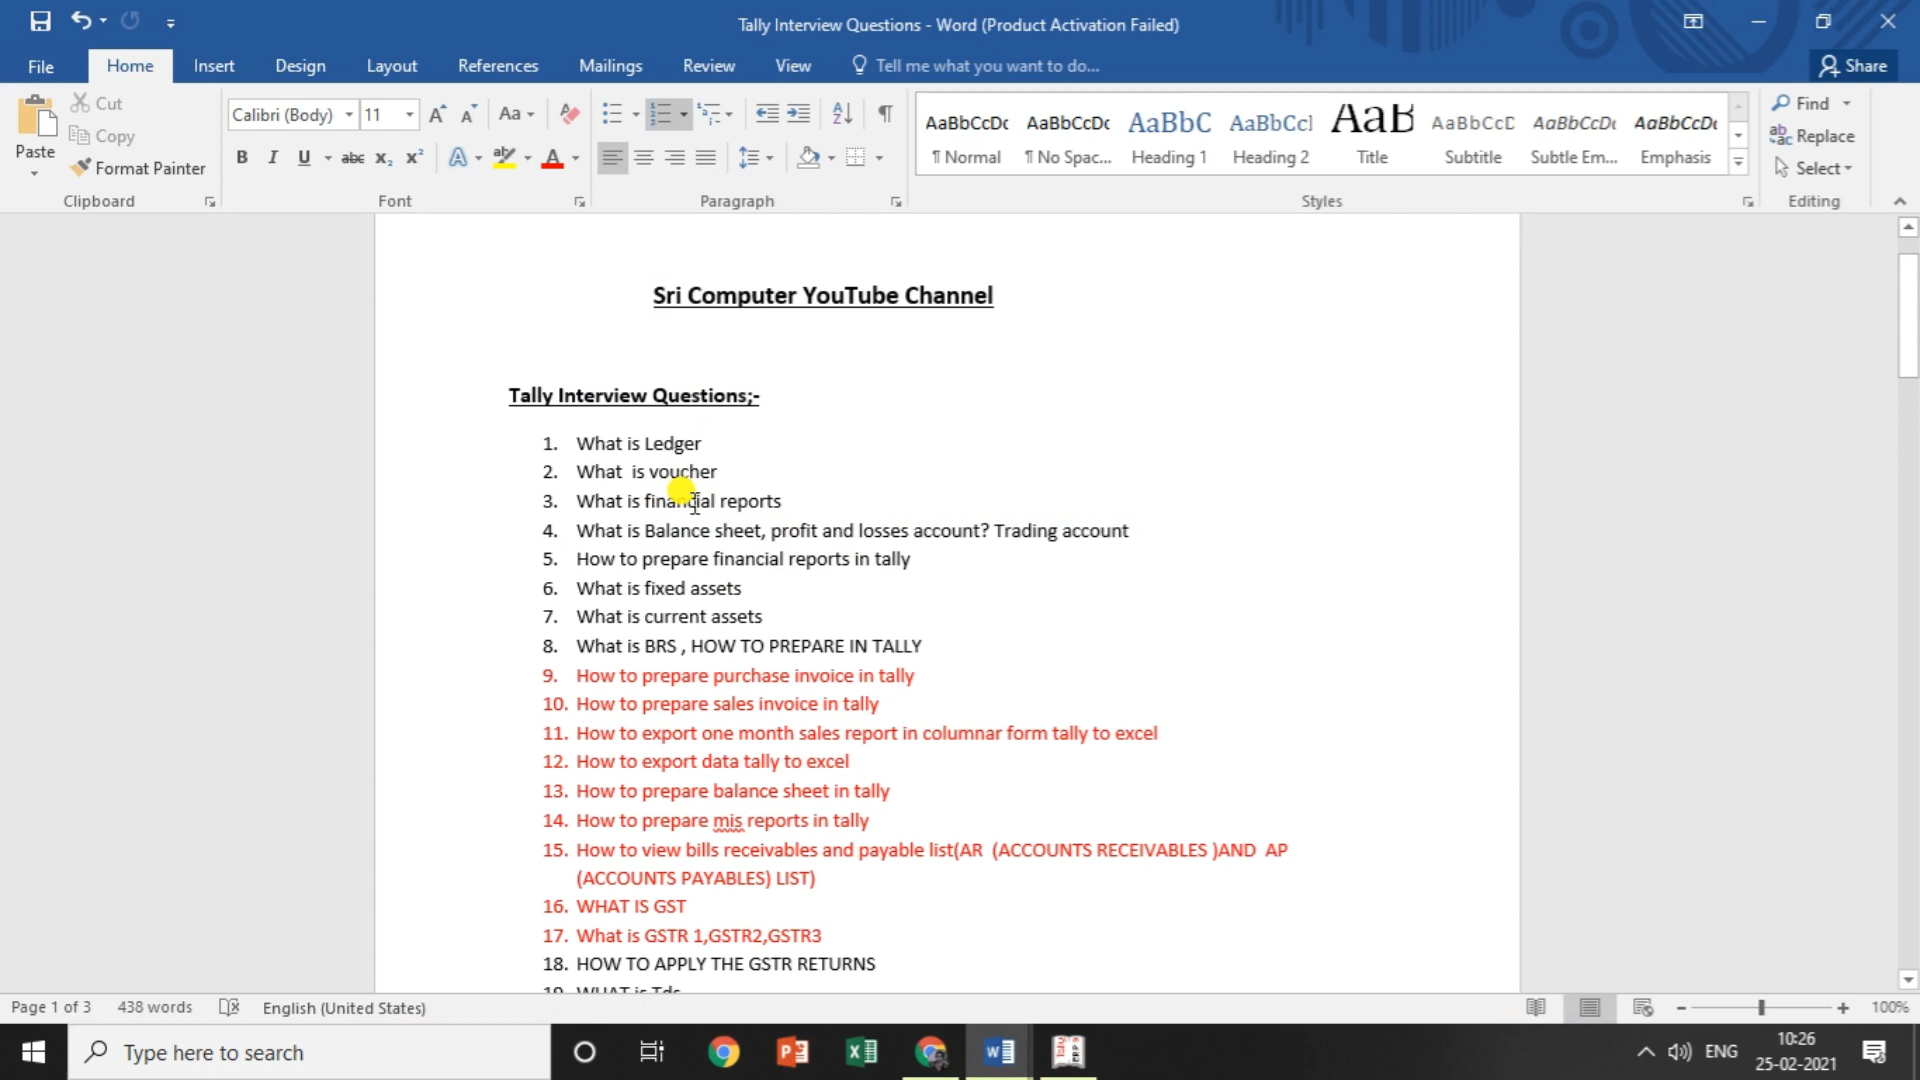 Tally Interview Questions - Word (Product Activation Failed)
File Home Insert Design Layout References Mailings Review View Tell me what you want to do... Share
Paste Cut Copy Format Painter
Clipboard
Calibri (Body) 11
Font
Paragraph
AaBbCcDc AaBbCcDc AaBbC AaBbCcI AaB AaBbCcD AaBbCcDi AaBbCcDi
¶ Normal ¶ No Spac... Heading 1 Heading 2 Title Subtitle Subtle Em... Emphasis
Styles
Find
Replace
Select
Editing
Sri Computer YouTube Channel
Tally Interview Questions;-
1. What is Ledger
2. What  is voucher
3. What is financial reports
4. What is Balance sheet, profit and losses account? Trading account
5. How to prepare financial reports in tally
6. What is fixed assets
7. What is current assets
8. What is BRS , HOW TO PREPARE IN TALLY
9. How to prepare purchase invoice in tally
10. How to prepare sales invoice in tally
11. How to export one month sales report in columnar form tally to excel
12. How to export data tally to excel
13. How to prepare balance sheet in tally
14. How to prepare mis reports in tally
15. How to view bills receivables and payable list(AR  (ACCOUNTS RECEIVABLES )AND  AP
(ACCOUNTS PAYABLES) LIST)
16. WHAT IS GST
17. What is GSTR 1,GSTR2,GSTR3
18. HOW TO APPLY THE GSTR RETURNS
19. WHAT is Tds
Page 1 of 3 438 words English (United States) 100%
Type here to search
ENG
10:26
25-02-2021